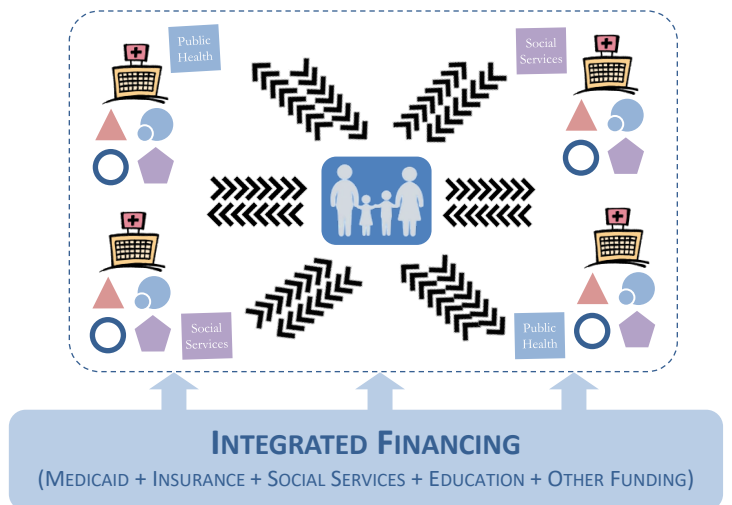 Public
Health
Social
Services
Social
Services
Public
Health
INTEGRATED FINANCING
(MEDICAID + INSURANCE + SOCIAL SERVICES + EDUCATION + OTHER FUNDING)